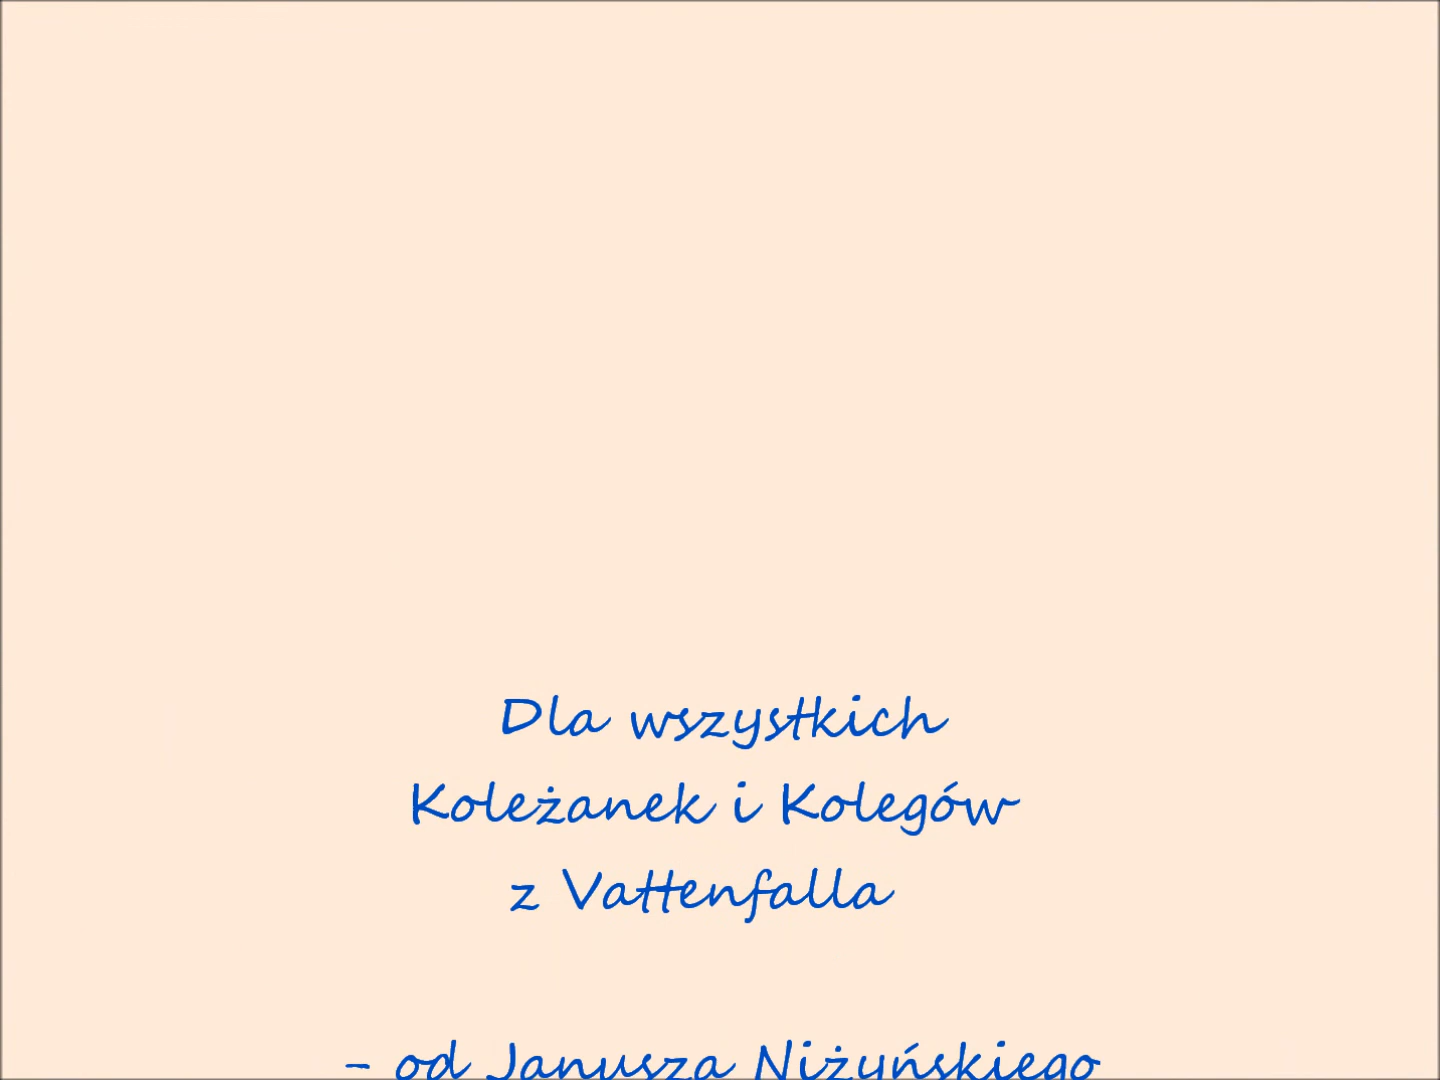 Dla wszystkich
Koleżanek i Kolegów
z Vattenfalla
- od Janusza Niżyńskiego